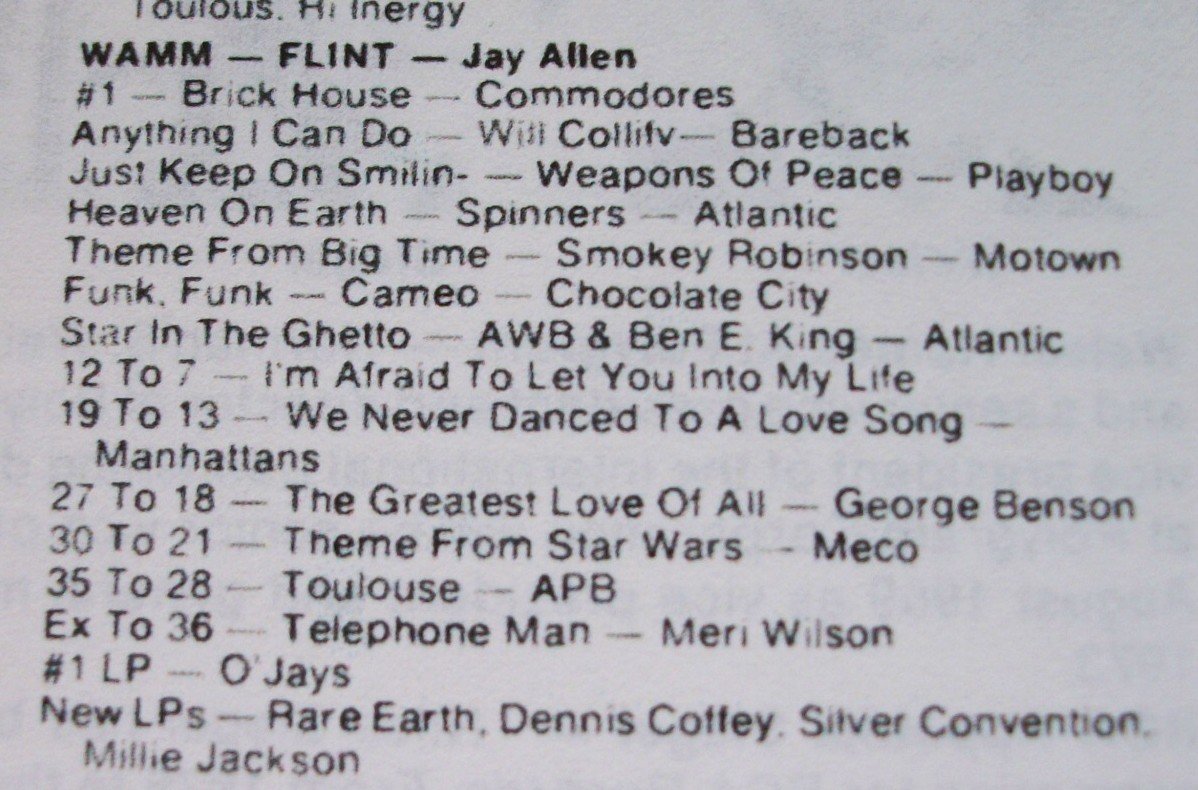 Toulous. Hi Inergy
WAMM — FLINT — Jay Allen
#1 — Brick House — Commodores
Anything I Can Do — Will Collifv— Bareback
Just Keep On Smilin- — Weapons Of Peace — Playboy
Heaven On Earth — Spinners — Atlantic
Theme From Big Time — Smokey Robinson — Motown
Funk, Funk — Cameo — Chocolate City
Star In The Ghetto — AWB & Ben E. King — Atlantic
12 To 7 — I'm Afraid To Let You Into My Life
19 To 13 — We Never Danced To A Love Song —
Manhattans
27 To 18 — The Greatest Love Of All — George Benson
30 To 21 — Theme From Star Wars — Meco
35 To 28 — Toulouse — APB
Ex To 36 — Telephone Man — Meri Wilson
#1 LP — O'Jays
New LPs — Rare Earth, Dennis Coffey, Silver Convention,
Millie Jackson